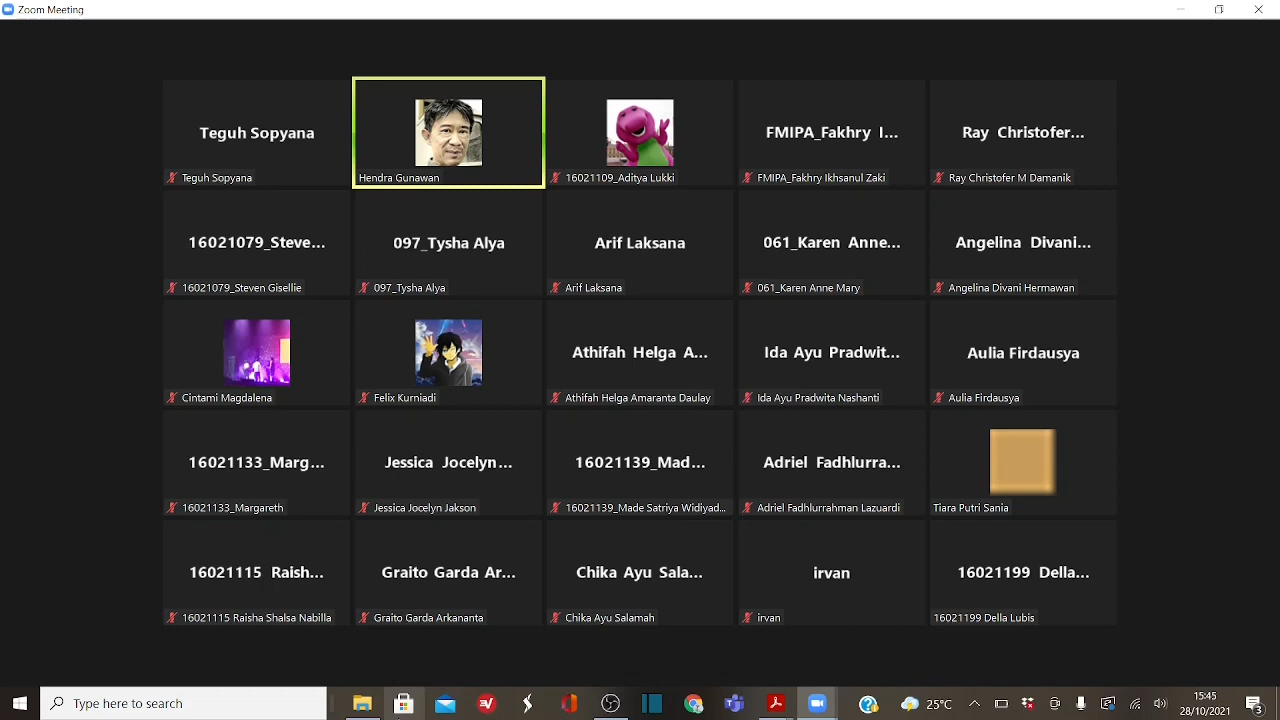 Zoom Meeting
Teguh Sopyana
FMIPA_Fakhry I...
Ray Christofer...
Teguh Sopyana
Hendra Gunawan
16021109_Aditya Lukki
FMIPA_Fakhry Ikhsanul Zaki
Ray Christofer M Damanik
16021079_Steve...
097_Tysha Alya
Arif Laksana
061_Karen Anne...
Angelina Divani...
16021079_Steven Gisellie
097_Tysha Alya
Arif Laksana
061_Karen Anne Mary
Angelina Divani Hermawan
Athifah Helga A...
Ida Ayu Pradwit...
Aulia Firdausya
Cintami Magdalena
Felix Kurniadi
Athifah Helga Amaranta Daulay
Ida Ayu Pradwita Nashanti
Aulia Firdausya
16021133_Marg...
Jessica Jocelyn...
16021139_Mad...
Adriel Fadhlurra...
16021133_Margareth
Jessica Jocelyn Jakson
16021139_Made Satriya Widiyad...
Adriel Fadhlurrahman Lazuardi
Tiara Putri Sania
16021115 Raish...
Graito Garda Ar...
Chika Ayu Sala...
irvan
16021199 Della...
16021115 Raisha Shalsa Nabilla
Graito Garda Arkananta
Chika Ayu Salamah
irvan
16021199 Della Lubis
Type here to search
25°C
15:45
28/10/2021
3